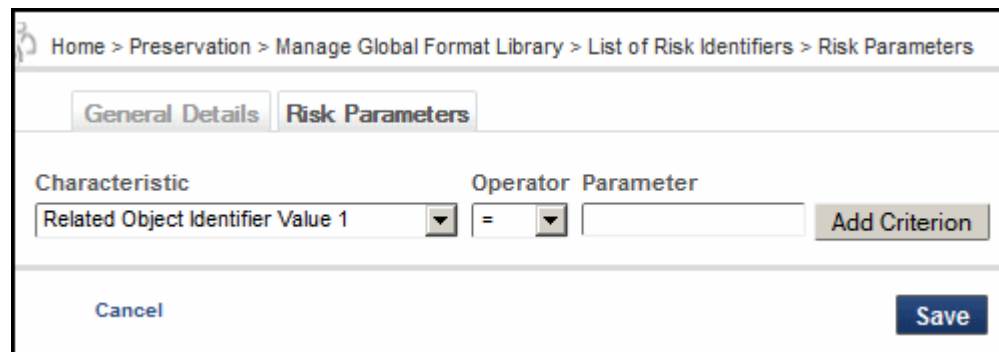 Home > Preservation > Manage Global Format Library > List of Risk Identifiers > Risk Parameters
General Details Risk Parameters
Characteristic Operator Parameter
Related Object Identifier Value 1 = Add Criterion
Cancel Save